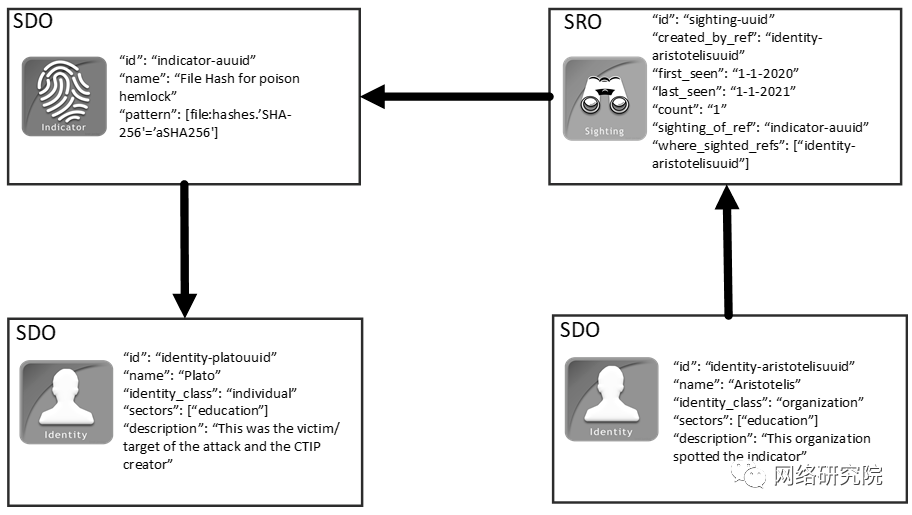 SDO
"id": "indicator-auuid"
"name": "File Hash for poison
hemlock"
"pattern": [file:hashes.'SHA-
256'='aSHA256']
Indicator
SRO
"id": "sighting-uuid"
"created_by_ref": "identity-
aristotelisuuid"
"first_seen": "1-1-2020"
"last_seen": "1-1-2021"
"count": "1"
"sighting_of_ref": "indicator-auuid"
"where_sighted_refs": ["identity-
aristotelisuuid"]
Sighting
SDO
"id": "identity-platouuid"
"name": "Plato"
"identity_class": "individual"
"sectors": ["education"]
"description": "This was the victim/
target of the attack and the CTIP
creator"
Identity
SDO
"id": "identity-aristotelisuuid"
"name": "Aristotelis"
"identity_class": "organization"
"sectors": ["education"]
"description": "This organization
spotted the indicator"
Identity
网络研究院